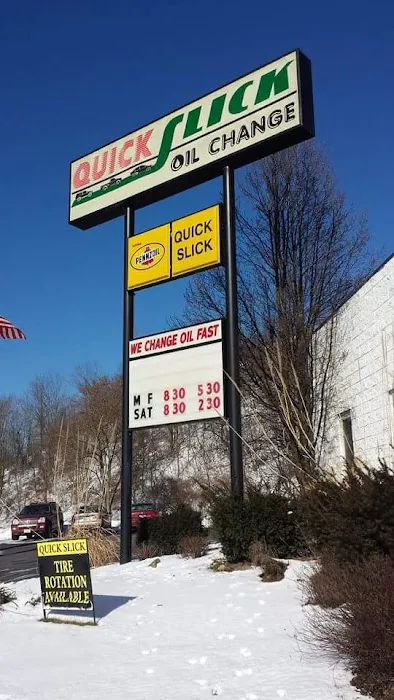 QUICK SLICK
OIL CHANGE
PENNZOIL
QUICK
SLICK
WE CHANGE OIL FAST
M F 830 530
SAT 830 230
QUICK SLICK
TIRE
ROTATION
AVAILABLE